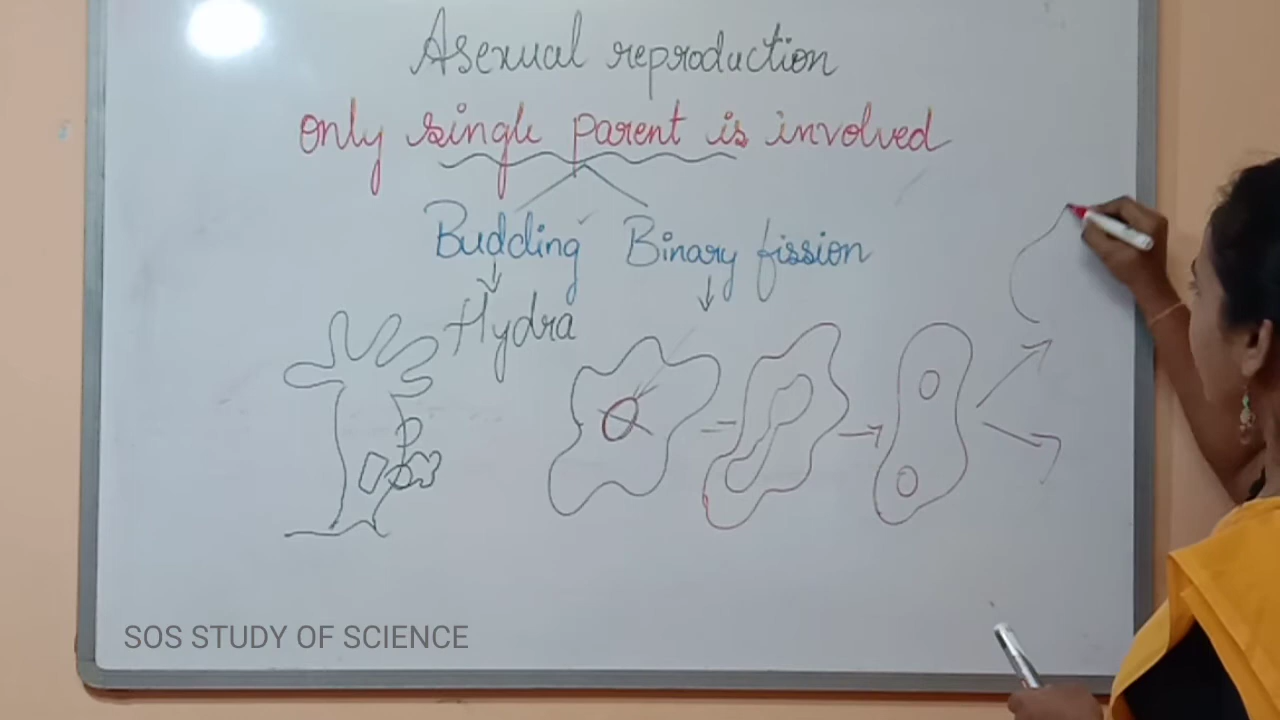 Asexual reproduction
only single parent is involved
Budding Binary fission
Hydra
SOS STUDY OF SCIENCE